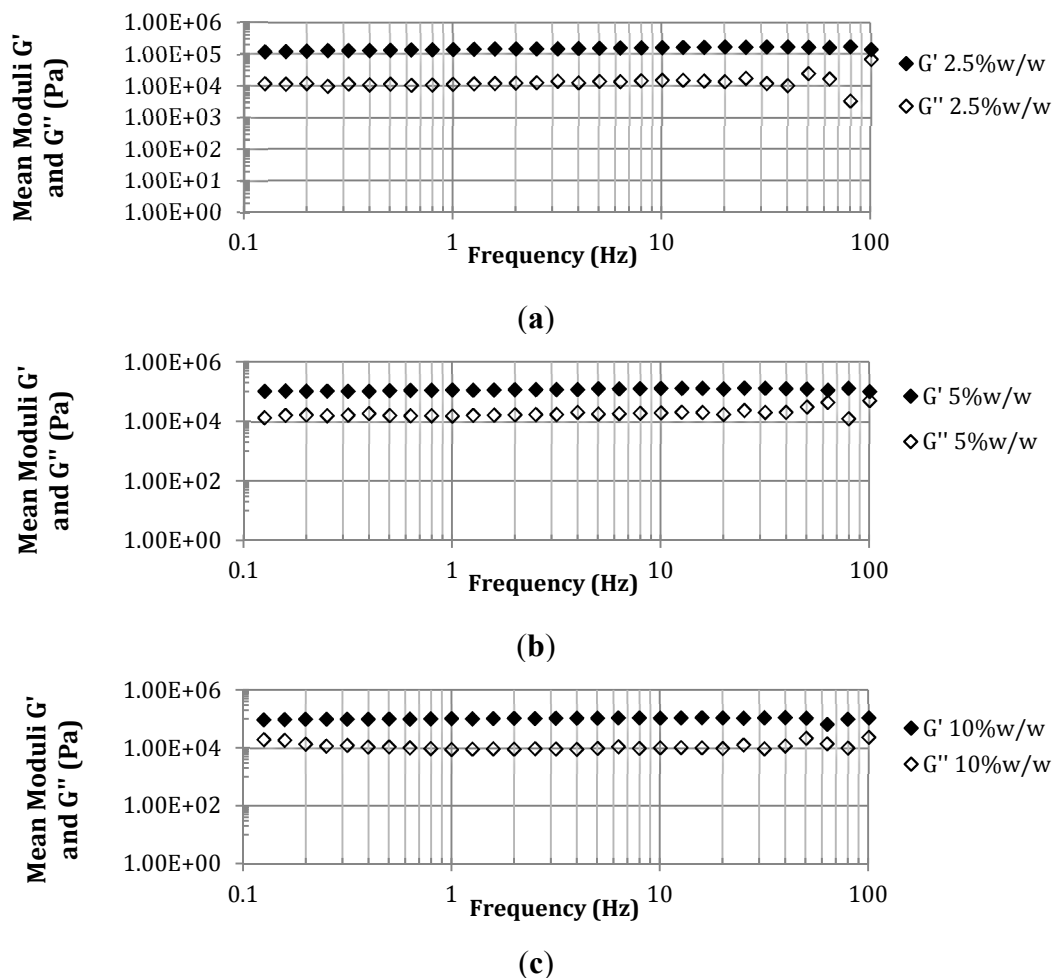 Mean Moduli G'
and G'' (Pa)
1.00E+06
1.00E+05
1.00E+04
1.00E+03
1.00E+02
1.00E+01
1.00E+00
0.1
1
10
100
Frequency (Hz)
G' 2.5%w/w
G'' 2.5%w/w
(a)
Mean Moduli G'
and G'' (Pa)
1.00E+06
1.00E+04
1.00E+02
1.00E+00
0.1
1
10
100
Frequency (Hz)
G' 5%w/w
G'' 5%w/w
(b)
Mean Moduli G'
and G'' (Pa)
1.00E+06
1.00E+04
1.00E+02
1.00E+00
0.1
1
10
100
Frequency (Hz)
G' 10%w/w
G'' 10%w/w
(c)